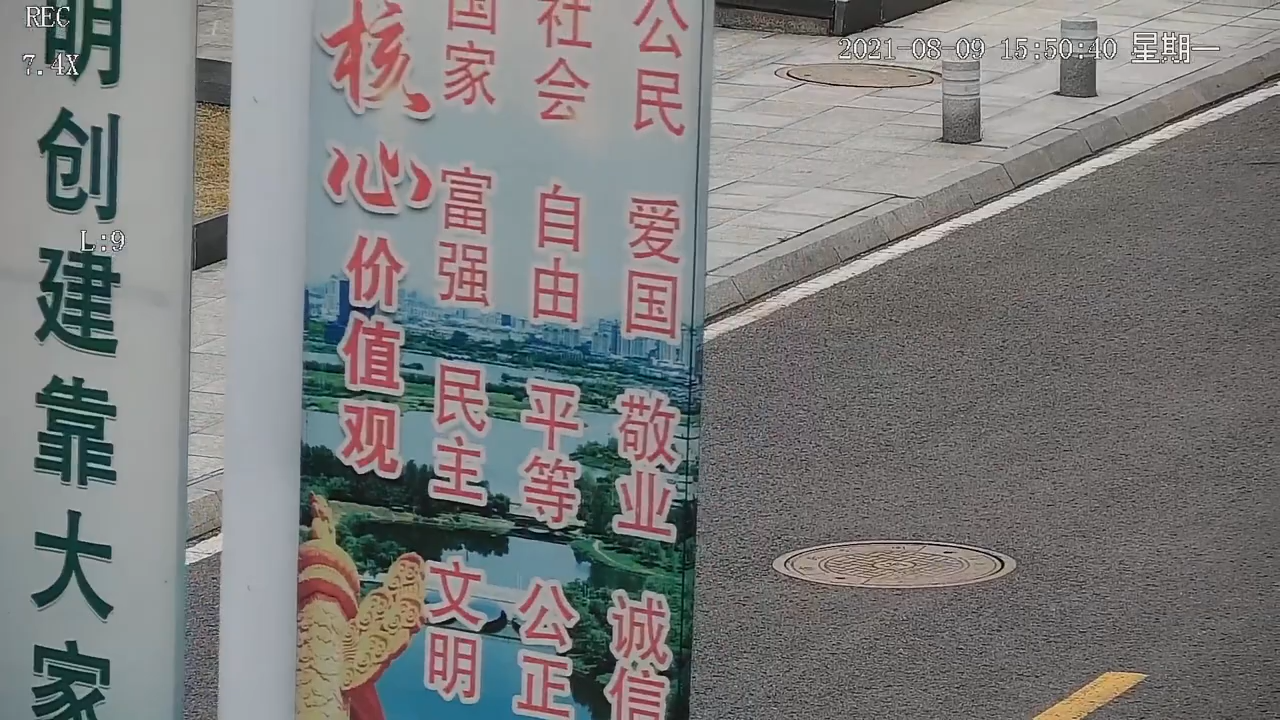 REC
7.4X
2021-08-09 15:50:40 星期一
L:9
明创建靠大家
核心价值观
国家 富强 民主 文明
社会 自由 平等 公正
公民 爱国 敬业 诚信